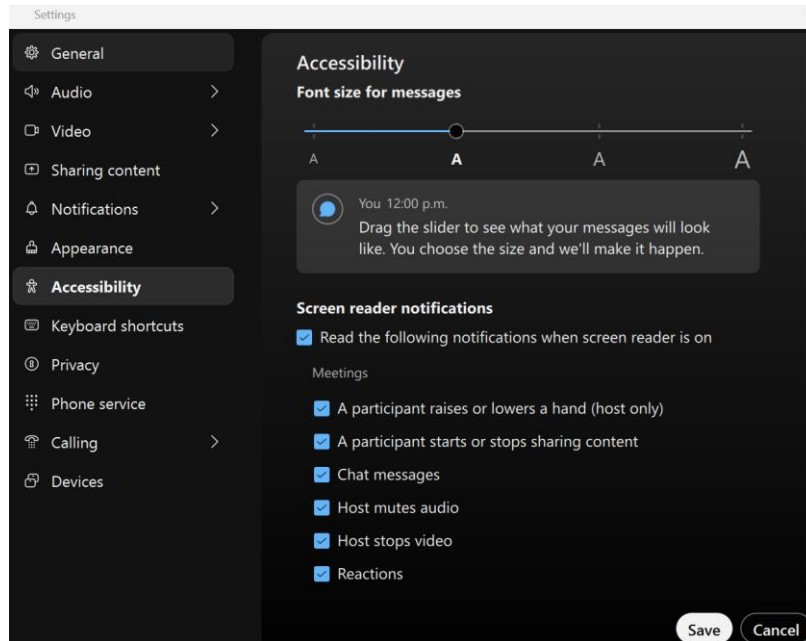 Settings
General
Audio
Video
Sharing content
Notifications
Appearance
Accessibility
Keyboard shortcuts
Privacy
Phone service
Calling
Devices
Accessibility
Font size for messages
A A A A
You 12:00 p.m.
Drag the slider to see what your messages will look
like. You choose the size and we'll make it happen.
Screen reader notifications
Read the following notifications when screen reader is on
Meetings
A participant raises or lowers a hand (host only)
A participant starts or stops sharing content
Chat messages
Host mutes audio
Host stops video
Reactions
Save Cancel